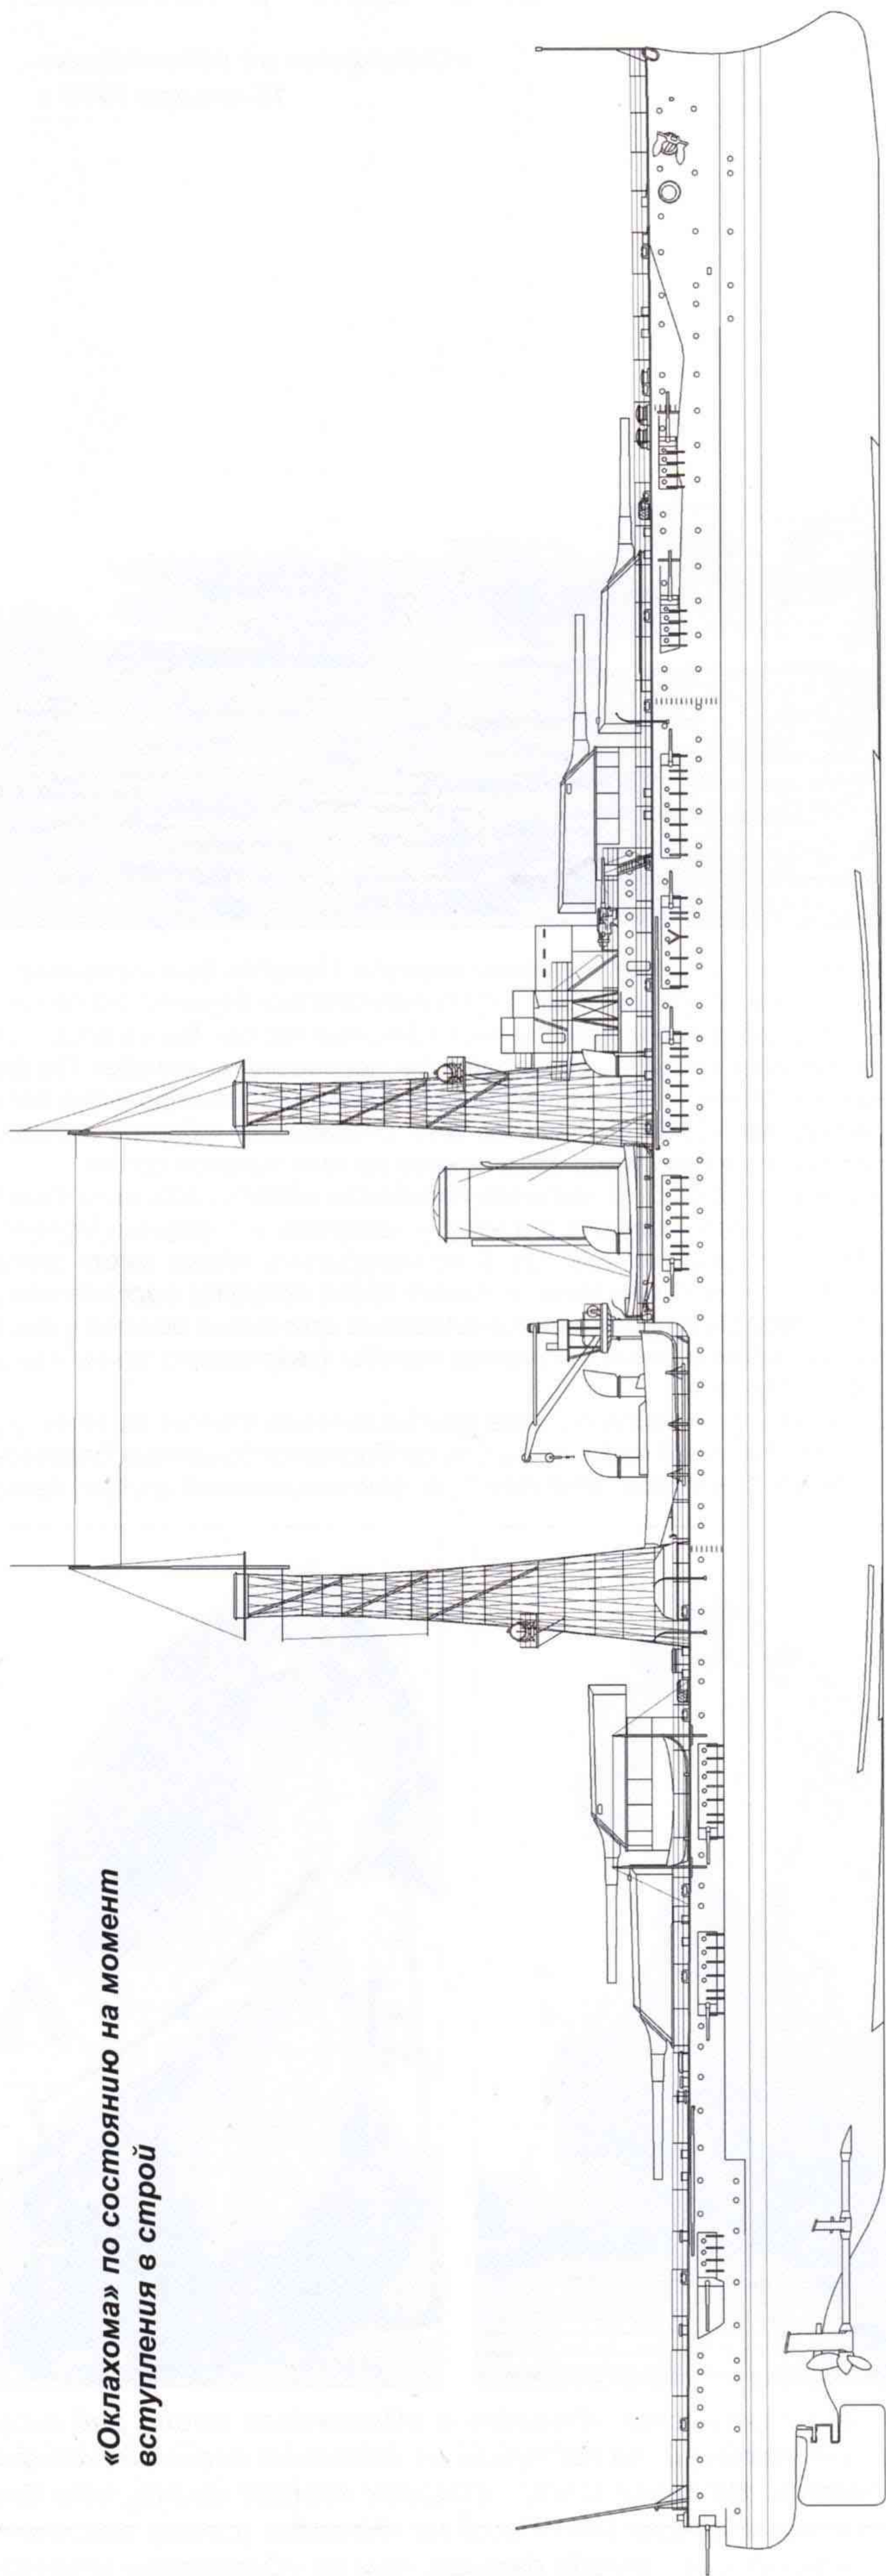 «Оклахома» по состоянию на момент
вступления в строй